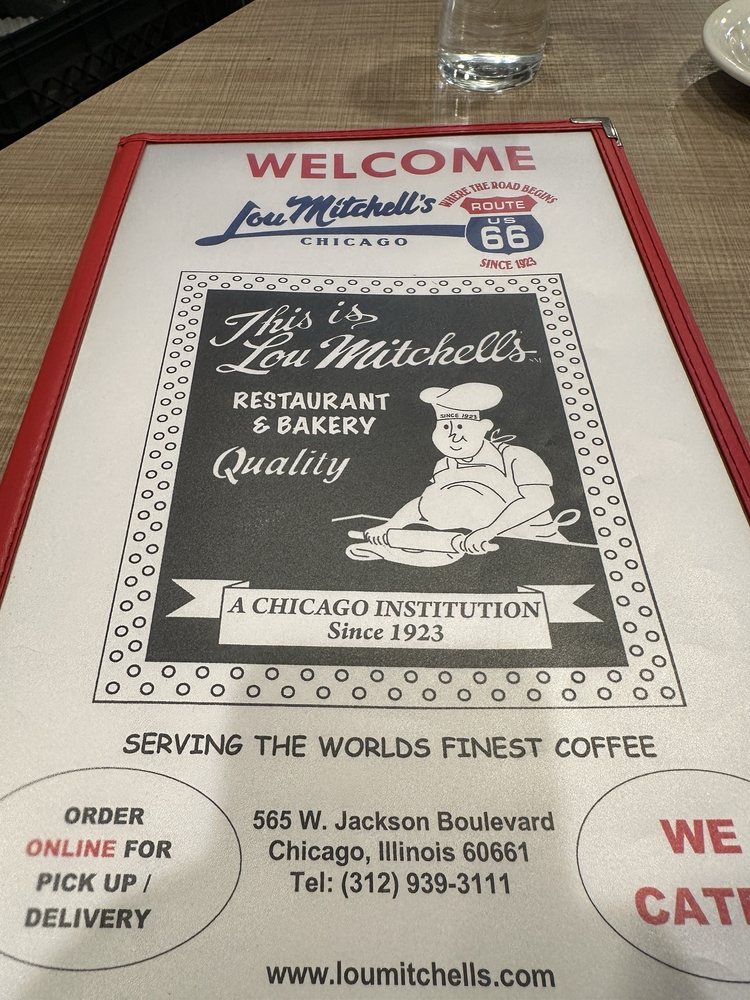 WELCOME
Lou Mitchell's
CHICAGO
WHERE THE ROAD BEGINS
ROUTE
US
66
SINCE 1923
This is
Lou Mitchell's
RESTAURANT
& BAKERY
Quality
SINCE 1923
A CHICAGO INSTITUTION
Since 1923
SERVING THE WORLDS FINEST COFFEE
ORDER
ONLINE FOR
PICK UP /
DELIVERY
565 W. Jackson Boulevard
Chicago, Illinois 60661
Tel: (312) 939-3111
www.loumitchells.com
WE
CATE